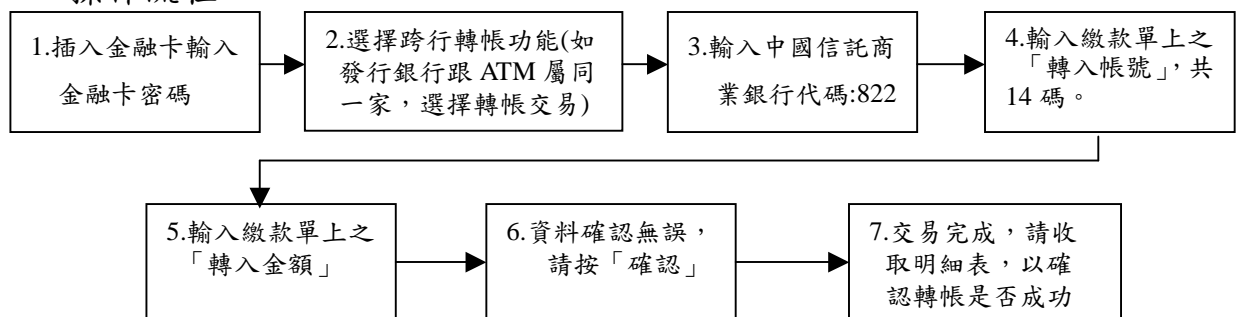 1.插入金融卡輸入
金融卡密碼
2.選擇跨行轉帳功能(如
發行銀行跟 ATM 屬同
一家，選擇轉帳交易)
3.輸入中國信託商
業銀行代碼:822
4.輸入繳款單上之
「轉入帳號」，共
14 碼。
5.輸入繳款單上之
「轉入金額」
6.資料確認無誤，
請按「確認」
7.交易完成，請收
取明細表，以確
認轉帳是否成功